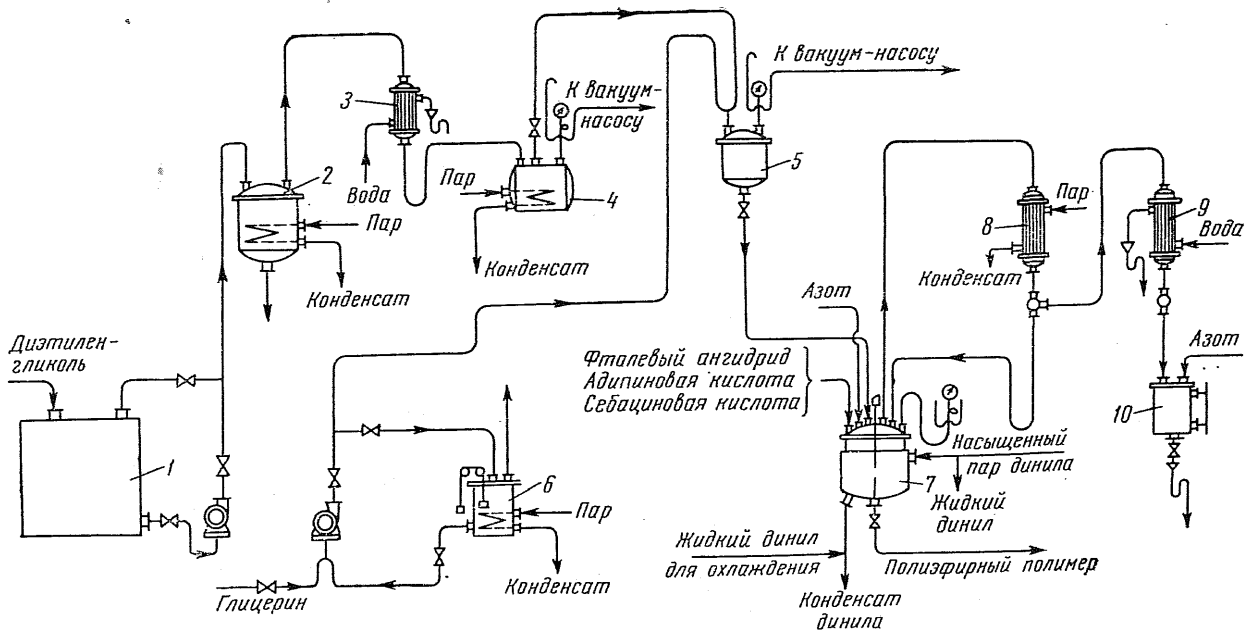 К вакуум-насосу
3
К вакуум-
насосу
2
5
Вода
Пар
4
Пар
8
Пар
9
Вода
Конденсат
Конденсат
Конденсат
Азот
Диэтилен-
гликоль
Фталевый ангидрид
Адипиновая кислота
Себациновая кислота
Азот
10
1
6
Пар
7
Насыщенный
пар динила
Жидкий
динил
Жидкий динил
для охлаждения
Полиэфирный полимер
Глицерин
Конденсат
Конденсат
динила